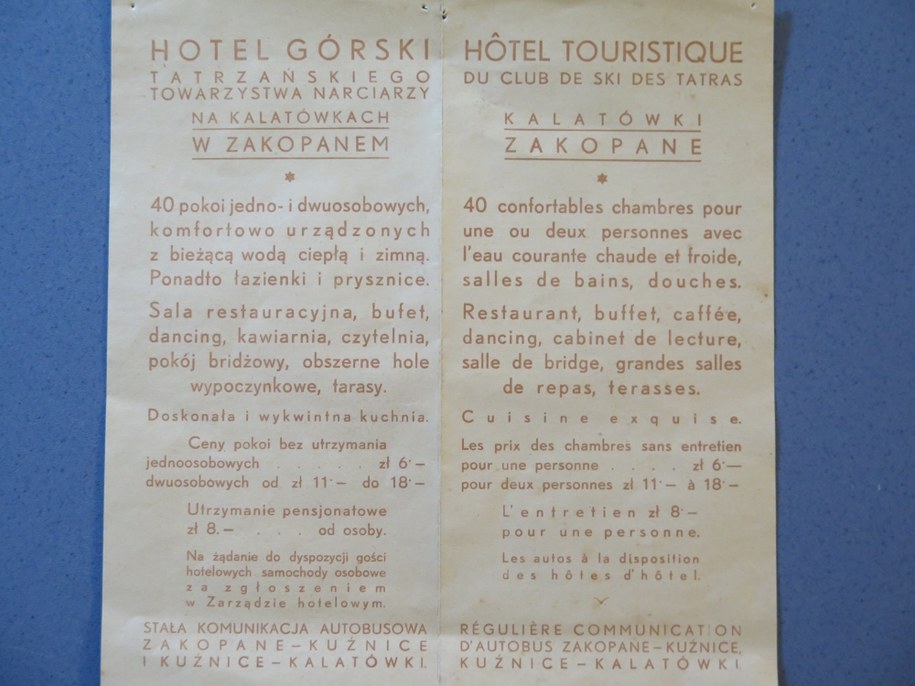 HOTEL GÓRSKI
TATRZAŃSKIEGO
TOWARZYSTWA NARCIARZY
NA KALATÓWKACH
W ZAKOPANEM
40 pokoi jedno- i dwuosobowych,
komfortowo urządzonych
z bieżącą wodą ciepłą i zimną.
Ponadto łazienki i prysznice.
Sala restauracyjna, bufet,
dancing, kawiarnia, czytelnia,
pokój bridżowy, obszerne hole
wypoczynkowe, tarasy.
Doskonała i wykwintna kuchnia.
Ceny pokoi bez utrzymania
jednoosobowych . . . . . zł 6·—
dwuosobowych od zł 11·— do 18·—
Utrzymanie pensjonatowe
zł 8.— . . . od osoby.
Na żądanie do dyspozycji gości
hotelowych samochody osobowe
za zgłoszeniem
w Zarządzie hotelowym.
STAŁA KOMUNIKACJA AUTOBUSOWA
ZAKOPANE—KUŹNICE
I KUŹNICE—KALATÓWKI.
HÔTEL TOURISTIQUE
DU CLUB DE SKI DES TATRAS
KALATÓWKI
ZAKOPANE
40 confortables chambres pour
une ou deux personnes avec
l'eau courante chaude et froide,
salles de bains, douches.
Restaurant, buffet, caffée,
dancing, cabinet de lecture,
salle de bridge, grandes salles
de repas, terasses.
Cuisine exquise.
Les prix des chambres sans entretien
pour une personne . . . . zł 6·—
pour deux personnes zl 11·— à 18·—
L'entretien zł 8·—
pour une personne.
Les autos à la disposition
des hôtes d'hôtel.
RÉGULIÈRE COMMUNICATION
D'AUTOBUS ZAKOPANE—KUŹNICE,
KUŹNICE—KALATÓWKI.